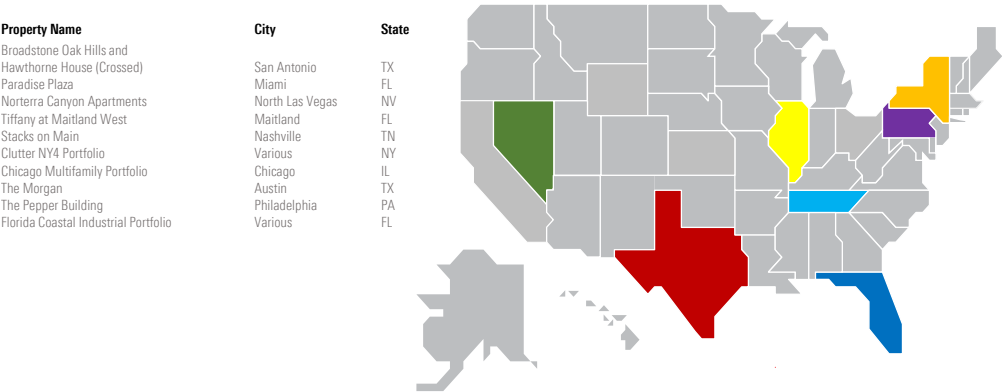 Property Name City State
Broadstone Oak Hills and
Hawthorne House (Crossed) San Antonio TX
Paradise Plaza Miami FL
Norterra Canyon Apartments North Las Vegas NV
Tiffany at Maitland West Maitland FL
Stacks on Main Nashville TN
Clutter NY4 Portfolio Various NY
Chicago Multifamily Portfolio Chicago IL
The Morgan Austin TX
The Pepper Building Philadelphia PA
Florida Coastal Industrial Portfolio Various FL